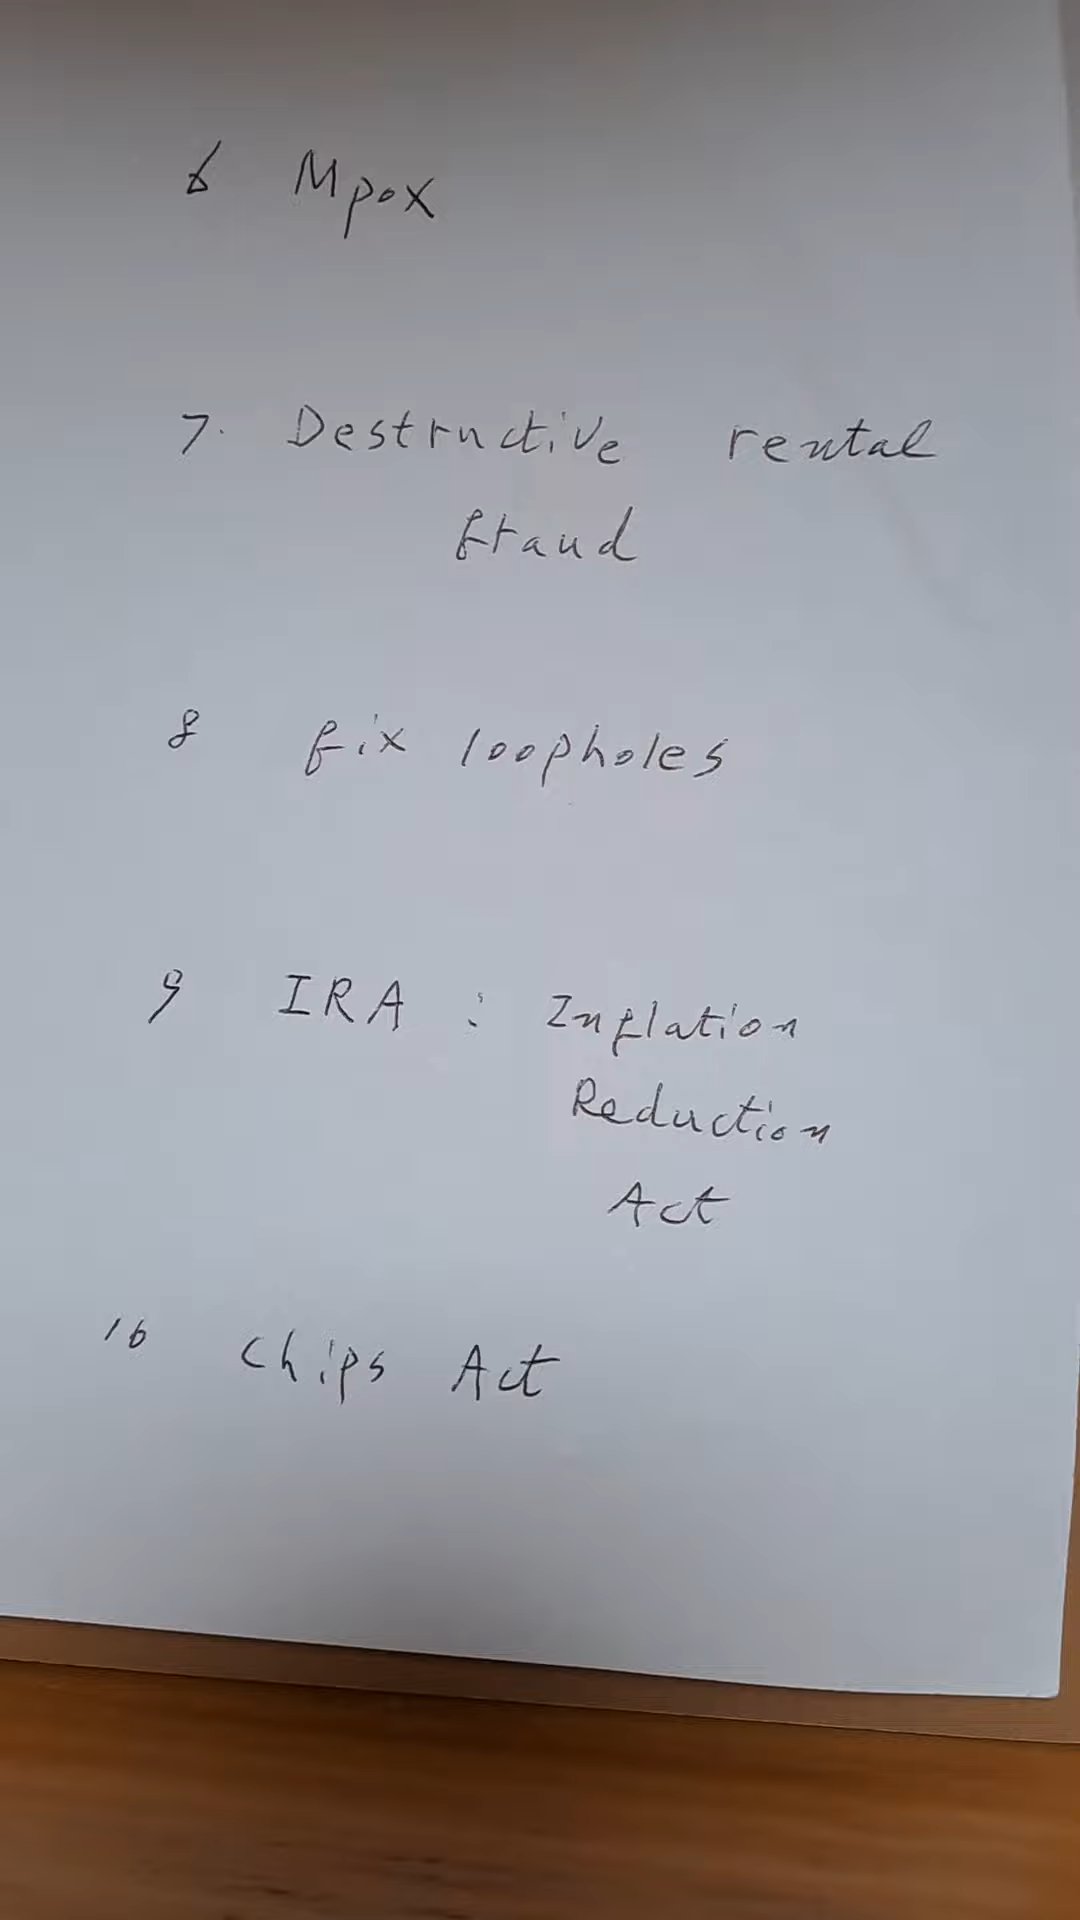 6 Mpox
7. Destructive rental
fraud
8 fix loopholes
9 IRA : Inflation
Reduction
Act
10 Chips Act